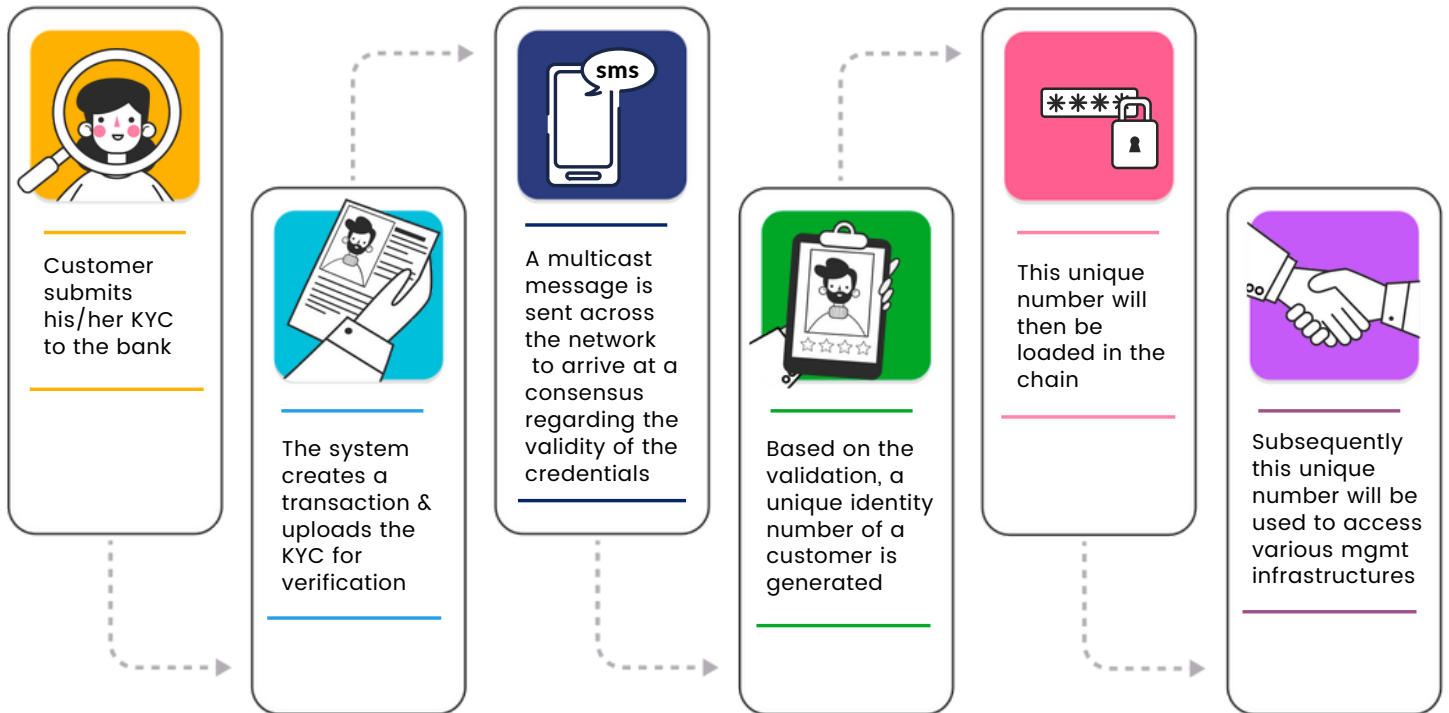 Customer
submits
his/her KYC
to the bank
The system
creates a
transaction &
uploads the
KYC for
verification
sms
A multicast
message is
sent across
the network
to arrive at a
consensus
regarding the
validity of the
credentials
Based on the
validation, a
unique identity
number of a
customer is
generated
****
This unique
number will
then be
loaded in the
chain
Subsequently
this unique
number will be
used to access
various mgmt
infrastructures